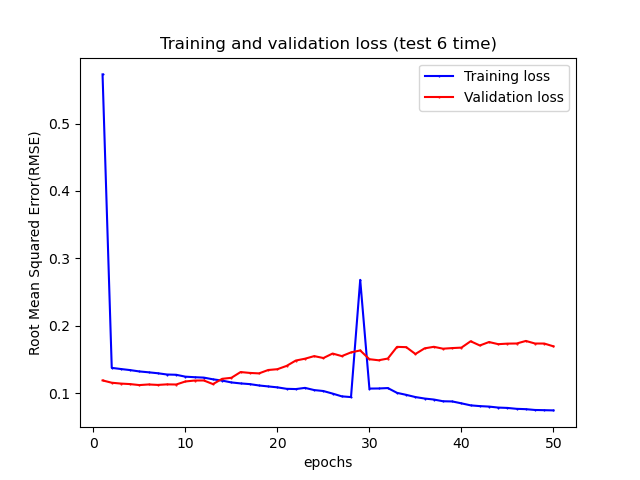 Training and validation loss (test 6 time)
Training loss
Validation loss
Root Mean Squared Error(RMSE)
0.5
0.4
0.3
0.2
0.1
0 10 20 30 40 50
epochs